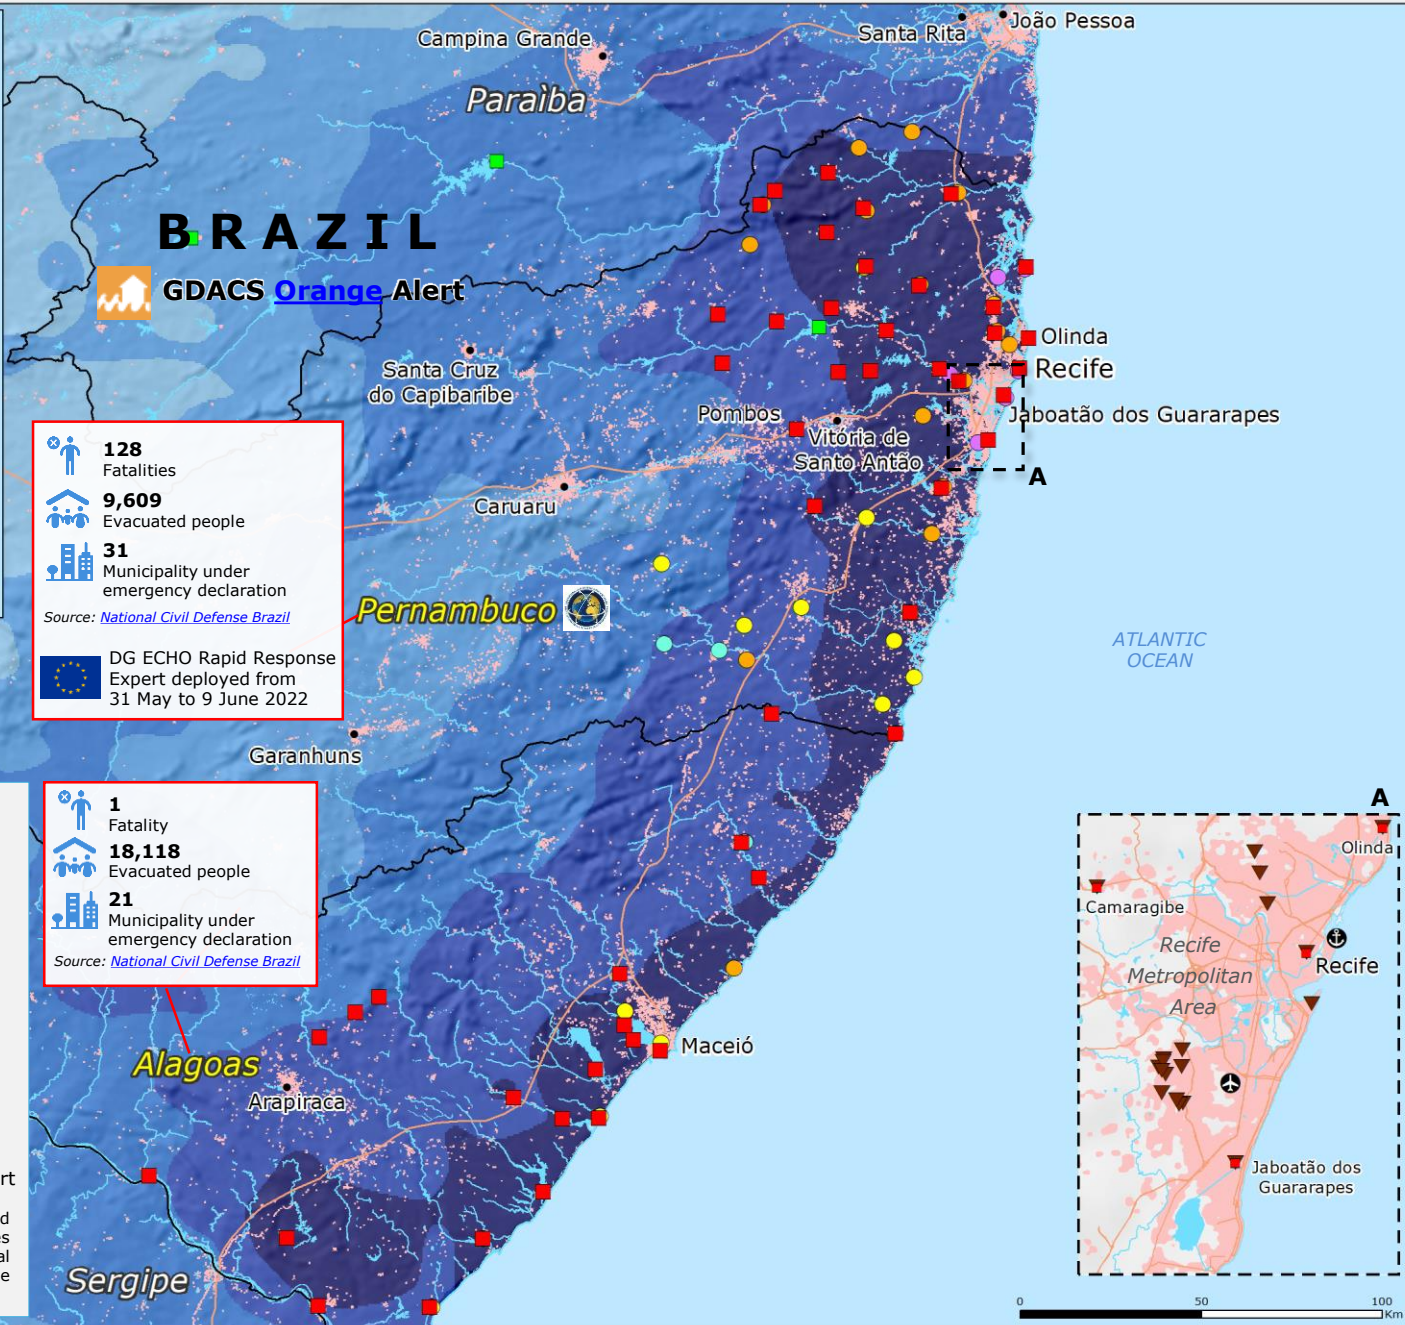 Campina Grande
Santa Rita
João Pessoa
Paraìba
BRAZIL
GDACS Orange Alert
Santa Cruz
do Capibaribe
Olinda
Recife
Jaboatão dos Guararapes
Pombos
Vitória de
Santo Antão
A
Caruaru
128
Fatalities
9,609
Evacuated people
31
Municipality under
emergency declaration
Source: National Civil Defense Brazil
DG ECHO Rapid Response
Expert deployed from
31 May to 9 June 2022
Pernambuco
ATLANTIC
OCEAN
Garanhuns
1
Fatality
18,118
Evacuated people
21
Municipality under
emergency declaration
Source: National Civil Defense Brazil
Alagoas
Arapiraca
Maceió
Sergipe
A
Olinda
Camaragibe
Recife
Metropolitan
Area
Recife
Jaboatão dos
Guararapes
0 50 100
Km